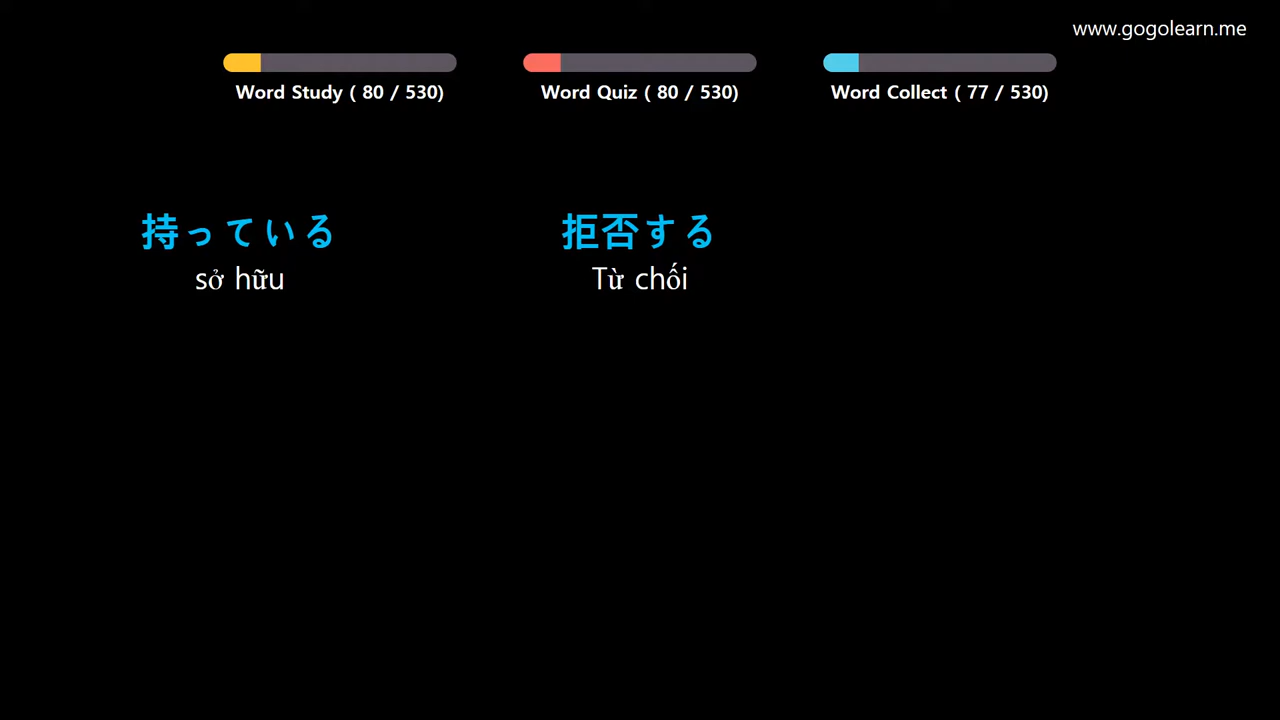 www.gogolearn.me
Word Study ( 80 / 530)
Word Quiz ( 80 / 530)
Word Collect ( 77 / 530)
持っている
sở hữu
拒否する
Từ chối